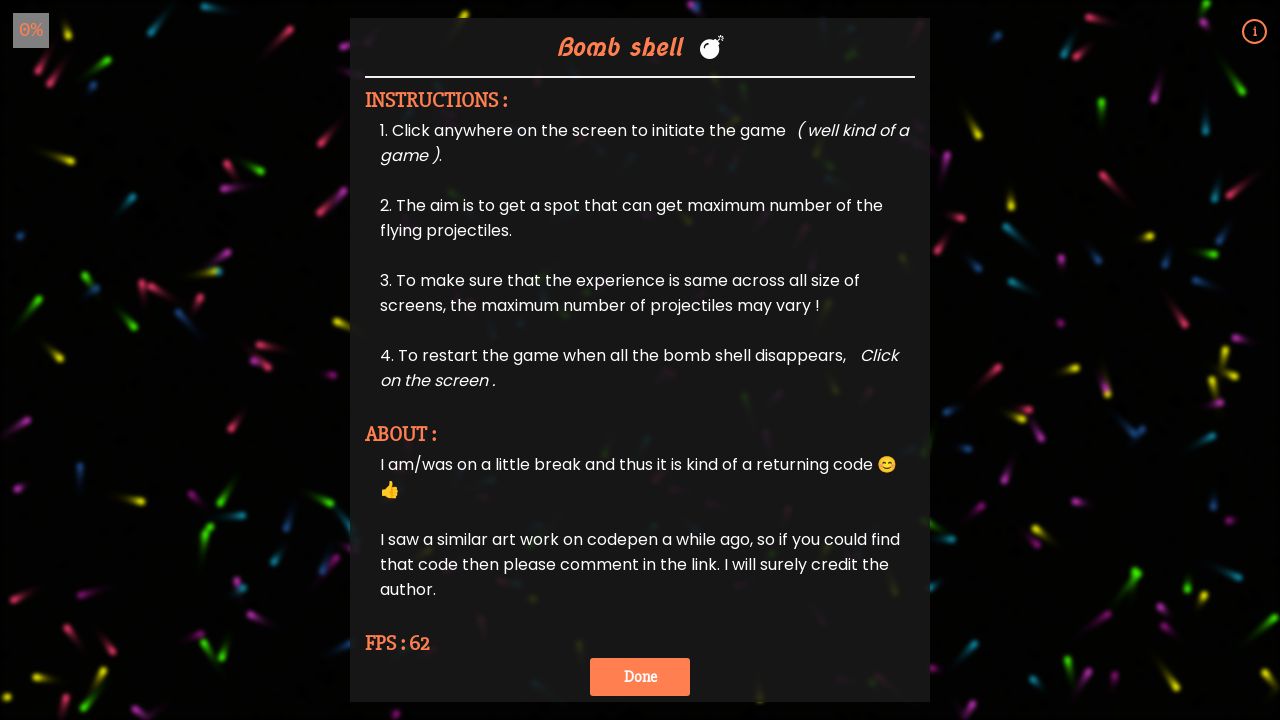 0%
i
Bomb shell 💣
INSTRUCTIONS :
1. Click anywhere on the screen to initiate the game ( well kind of a
game ).
2. The aim is to get a spot that can get maximum number of the
flying projectiles.
3. To make sure that the experience is same across all size of
screens, the maximum number of projectiles may vary !
4. To restart the game when all the bomb shell disappears, Click
on the screen .
ABOUT :
I am/was on a little break and thus it is kind of a returning code 😊
👍
I saw a similar art work on codepen a while ago, so if you could find
that code then please comment in the link. I will surely credit the
author.
FPS : 62
Done